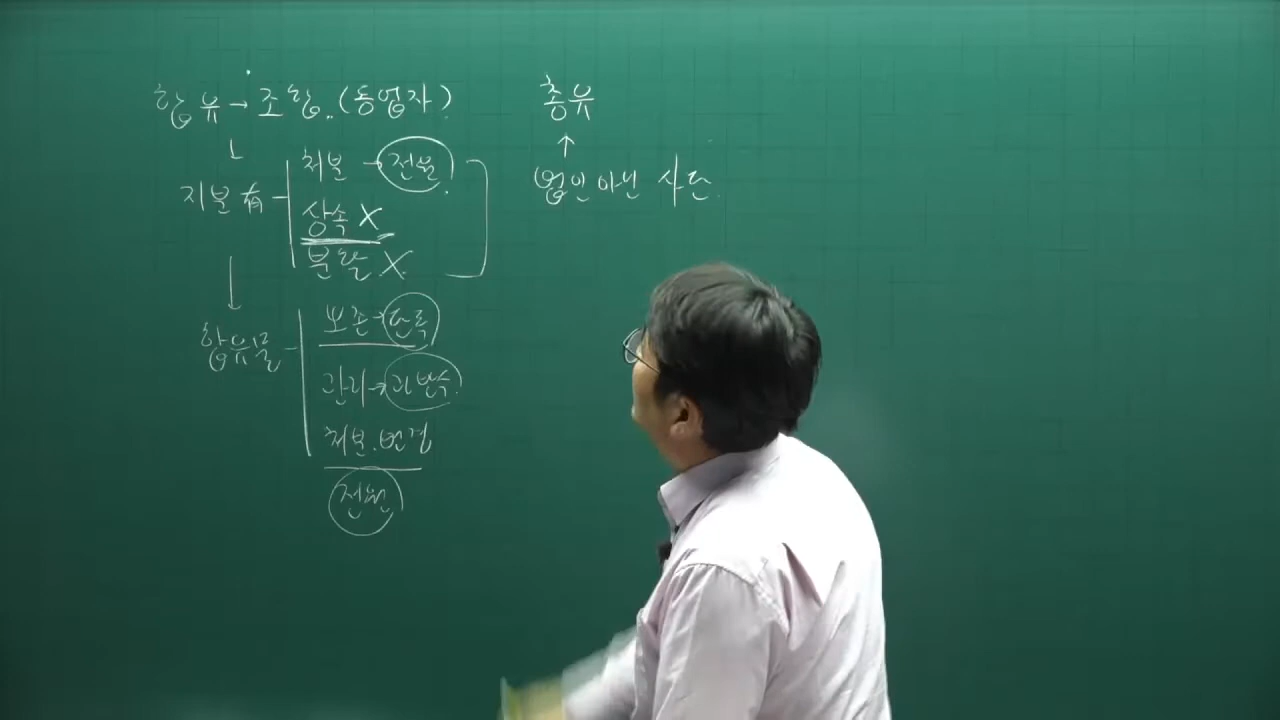 합유 → 조합 (동업자)
↓
지분 有
처분 → 전원
상속 X
분할 X
↓
합유물
보존 → 단독
관리 → 과반수
처분.변경
전원
총유
↑
법인 아닌 사단